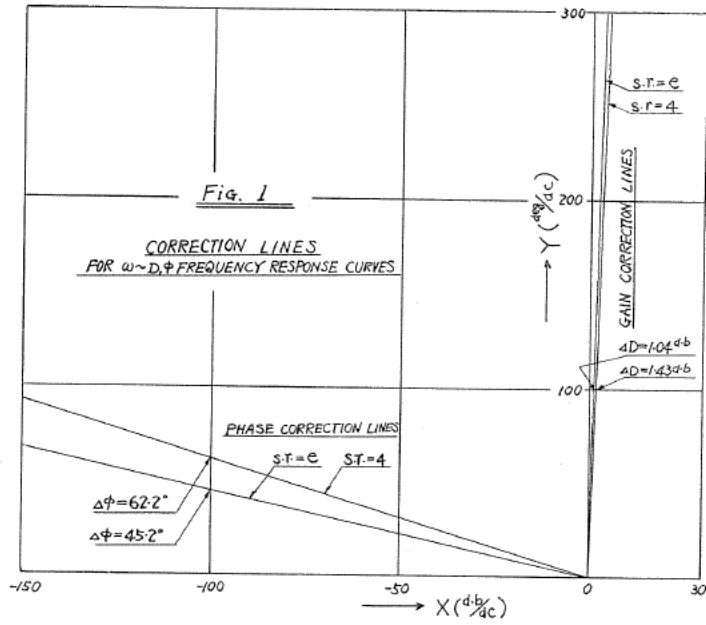 300
s.r.=e
s.r=4
GAIN CORRECTION LINES
Fig. 1
200
Y (deg/dc)
CORRECTION LINES
FOR ω~D,φ FREQUENCY RESPONSE CURVES
ΔD=1.04d.b
ΔD=1.43d.b
100
PHASE CORRECTION LINES
s.r.=e
s.r.=4
Δφ=62.2°
Δφ=45.2°
-150
-100
-50
0
30
X (d.b/dc)